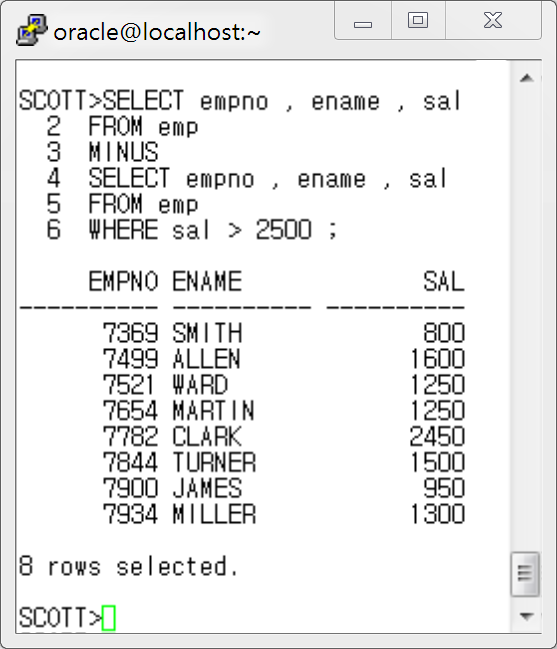 oracle@localhost:~
SCOTT>SELECT empno , ename , sal
2 FROM emp
3 MINUS
4 SELECT empno , ename , sal
5 FROM emp
6 WHERE sal > 2500 ;
EMPNO ENAME SAL
---------- ---------- ----------
7369 SMITH 800
7499 ALLEN 1600
7521 WARD 1250
7654 MARTIN 1250
7782 CLARK 2450
7844 TURNER 1500
7900 JAMES 950
7934 MILLER 1300
8 rows selected.
SCOTT>